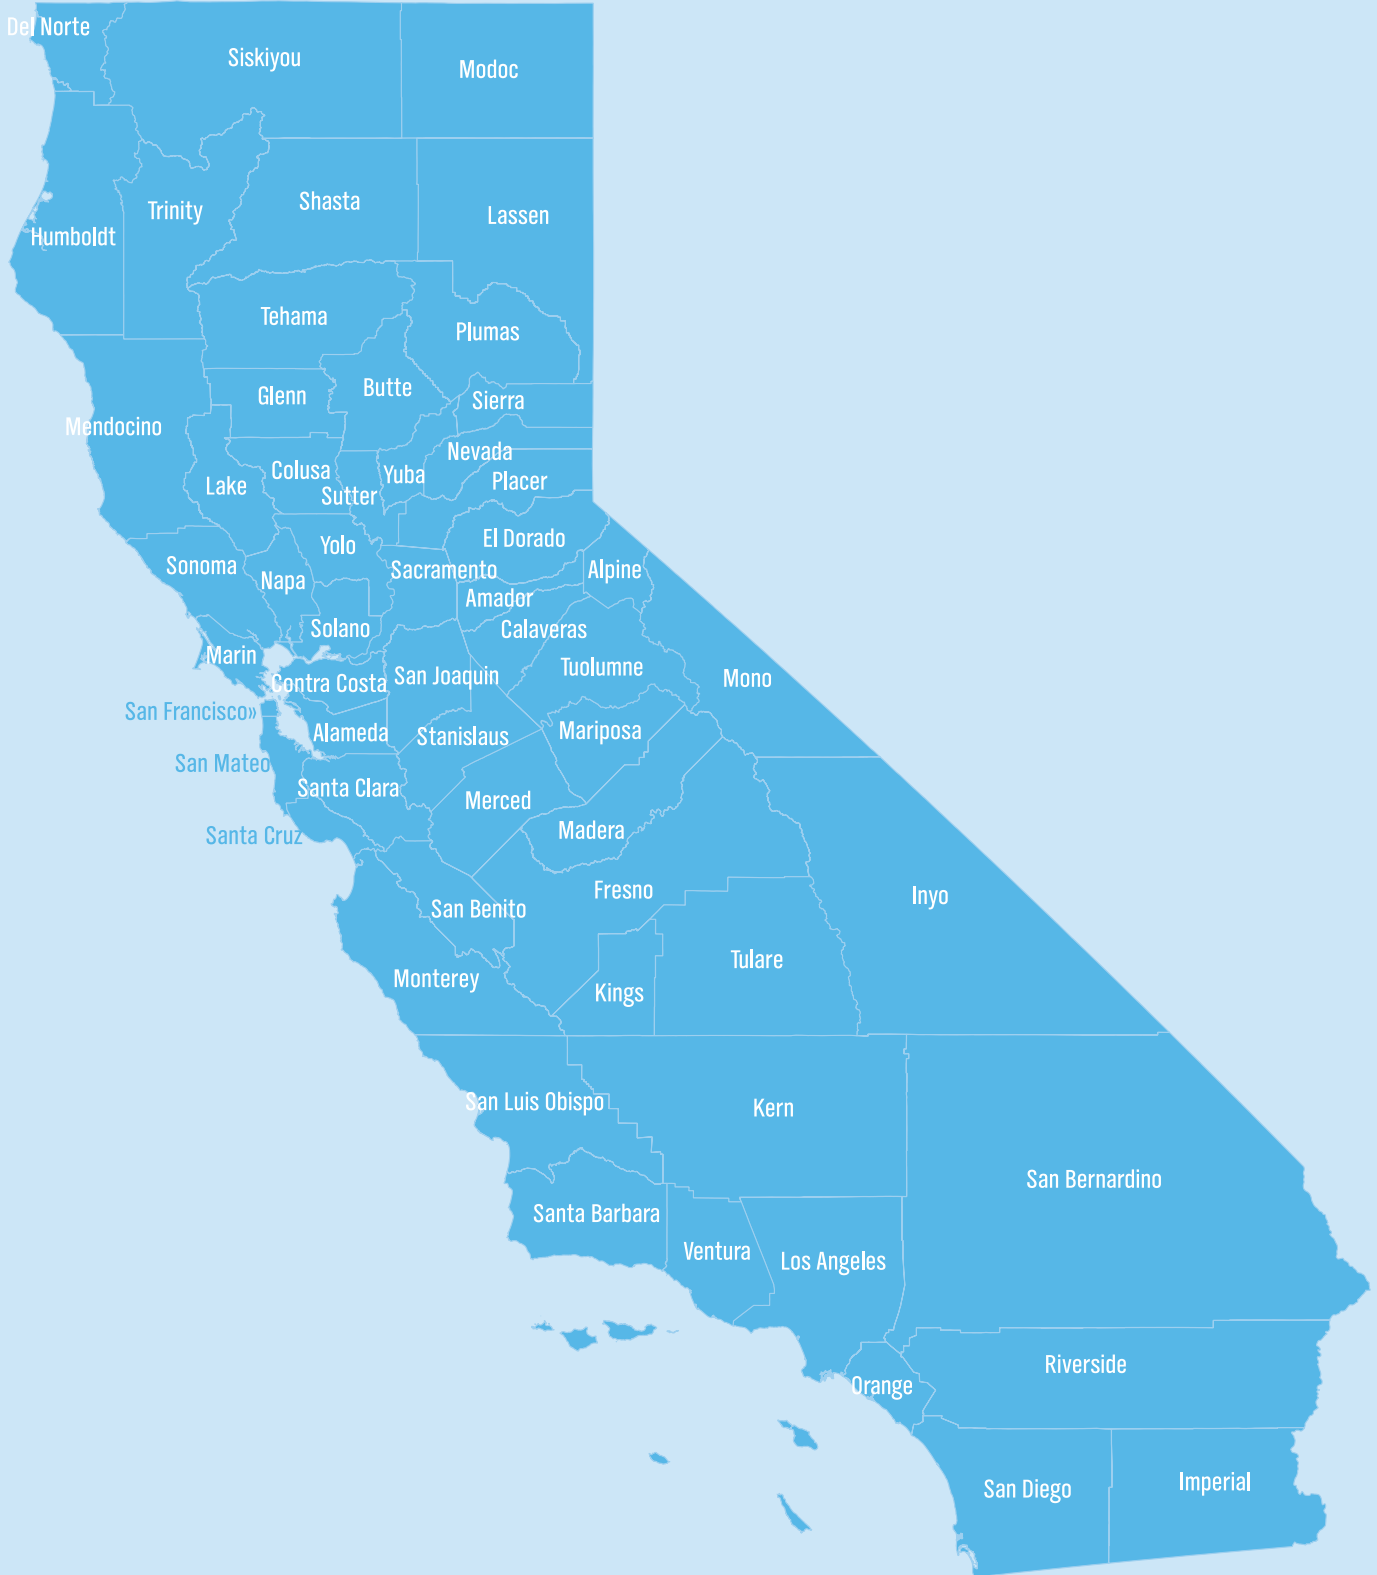 Del Norte
Siskiyou
Modoc
Shasta
Trinity
Lassen
Humboldt
Tehama
Plumas
Butte
Glenn
Sierra
Mendocino
Nevada
Colusa
Yuba
Placer
Lake
Sutter
El Dorado
Yolo
Sonoma
Sacramento
Alpine
Napa
Amador
Solano
Calaveras
Marin
Tuolumne
San Joaquin
Mono
Contra Costa
San Francisco»
Mariposa
Alameda
Stanislaus
San Mateo
Santa Clara
Merced
Madera
Santa Cruz
Fresno
Inyo
San Benito
Tulare
Monterey
Kings
San Luis Obispo
Kern
San Bernardino
Santa Barbara
Ventura
Los Angeles
Riverside
Orange
Imperial
San Diego